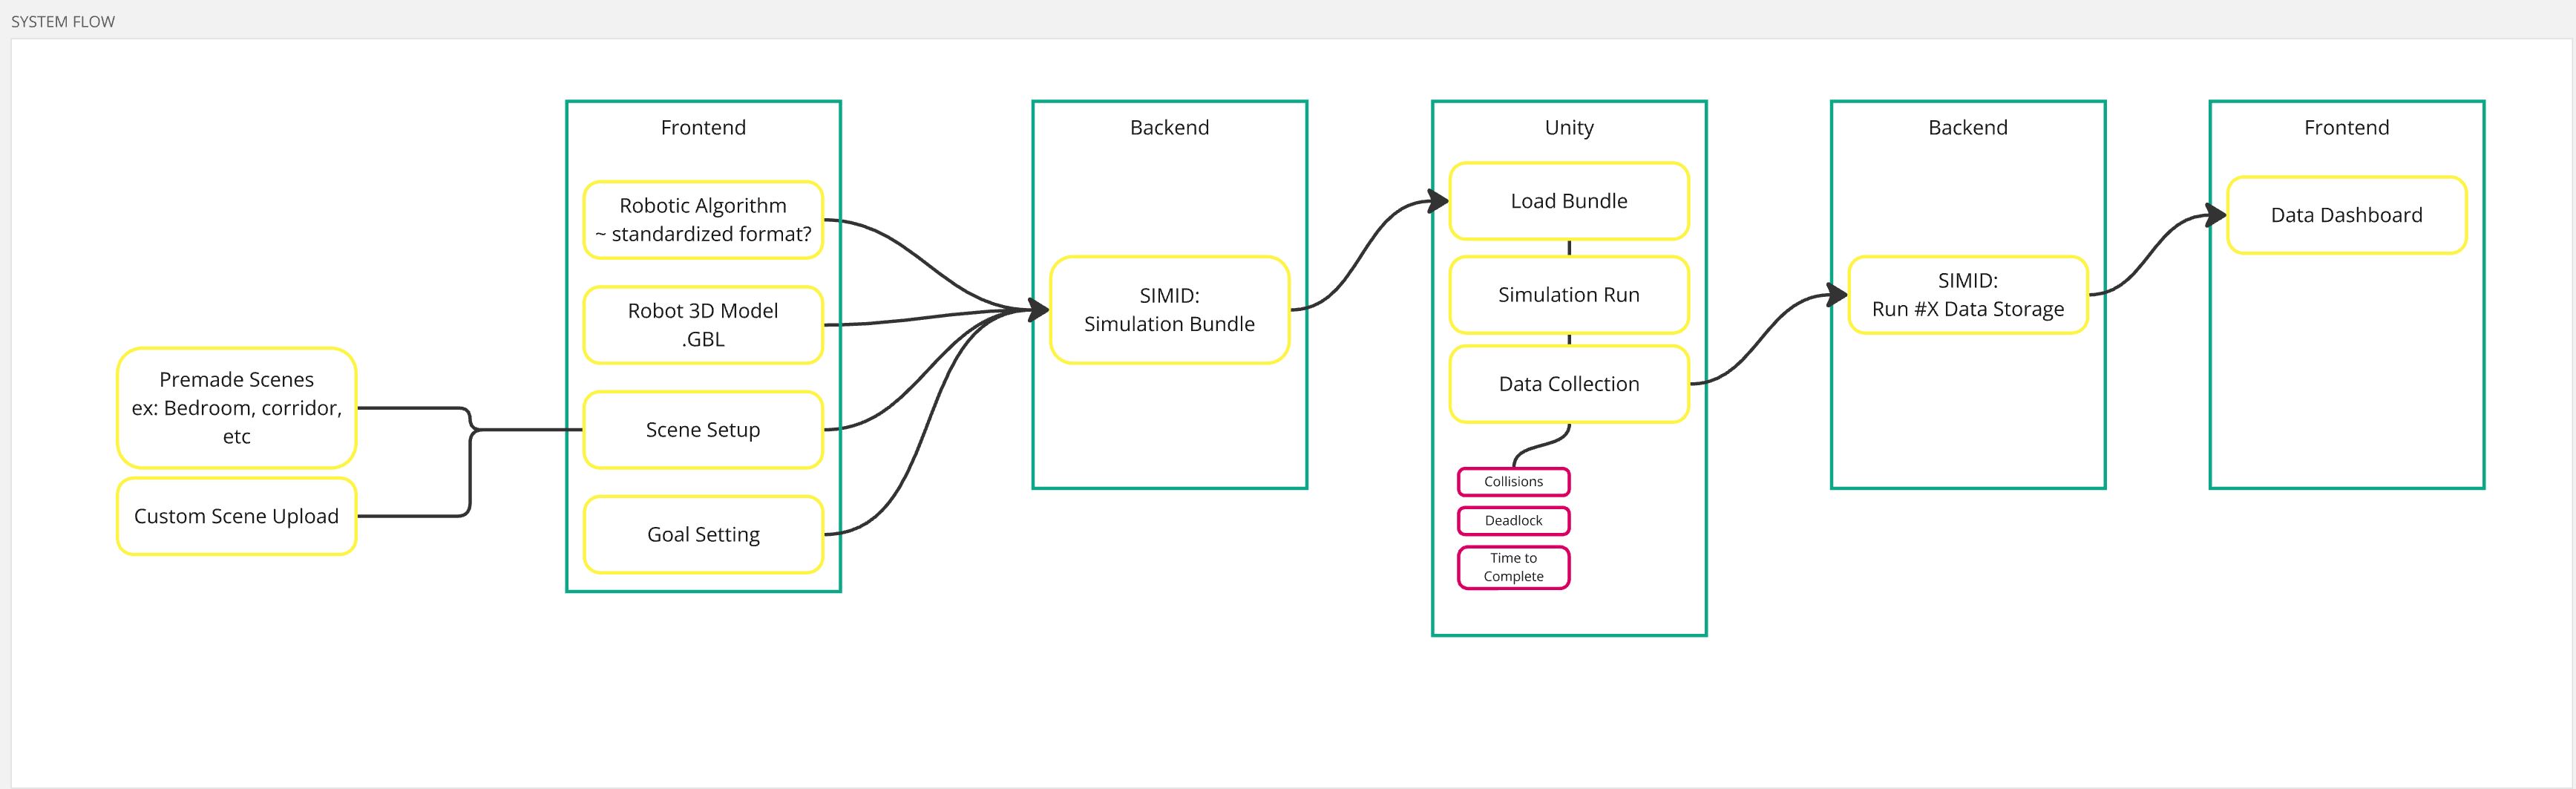 SYSTEM FLOW
Premade Scenes
ex: Bedroom, corridor,
etc
Custom Scene Upload
Frontend
Robotic Algorithm
~ standardized format?
Robot 3D Model
.GBL
Scene Setup
Goal Setting
Backend
SIMID:
Simulation Bundle
Unity
Load Bundle
Simulation Run
Data Collection
Collisions
Deadlock
Time to
Complete
Backend
SIMID:
Run #X Data Storage
Frontend
Data Dashboard